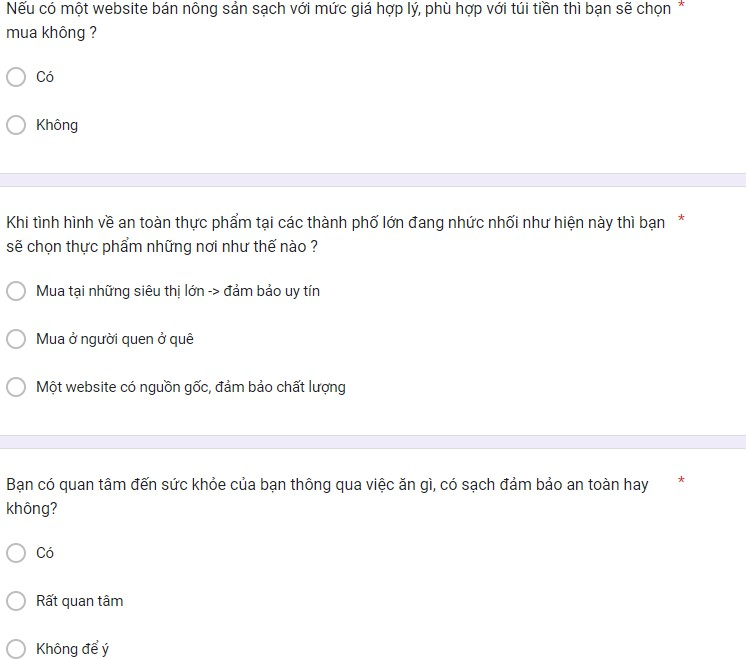 Nếu có một website bán nông sản sạch với mức giá hợp lý, phù hợp với túi tiền thì bạn sẽ chọn *
mua không ?
Có
Không
Khi tình hình về an toàn thực phẩm tại các thành phố lớn đang nhức nhối như hiện này thì bạn *
sẽ chọn thực phẩm những nơi như thế nào ?
Mua tại những siêu thị lớn -> đảm bảo uy tín
Mua ở người quen ở quê
Một website có nguồn gốc, đảm bảo chất lượng
Bạn có quan tâm đến sức khỏe của bạn thông qua việc ăn gì, có sạch đảm bảo an toàn hay *
không?
Có
Rất quan tâm
Không để ý